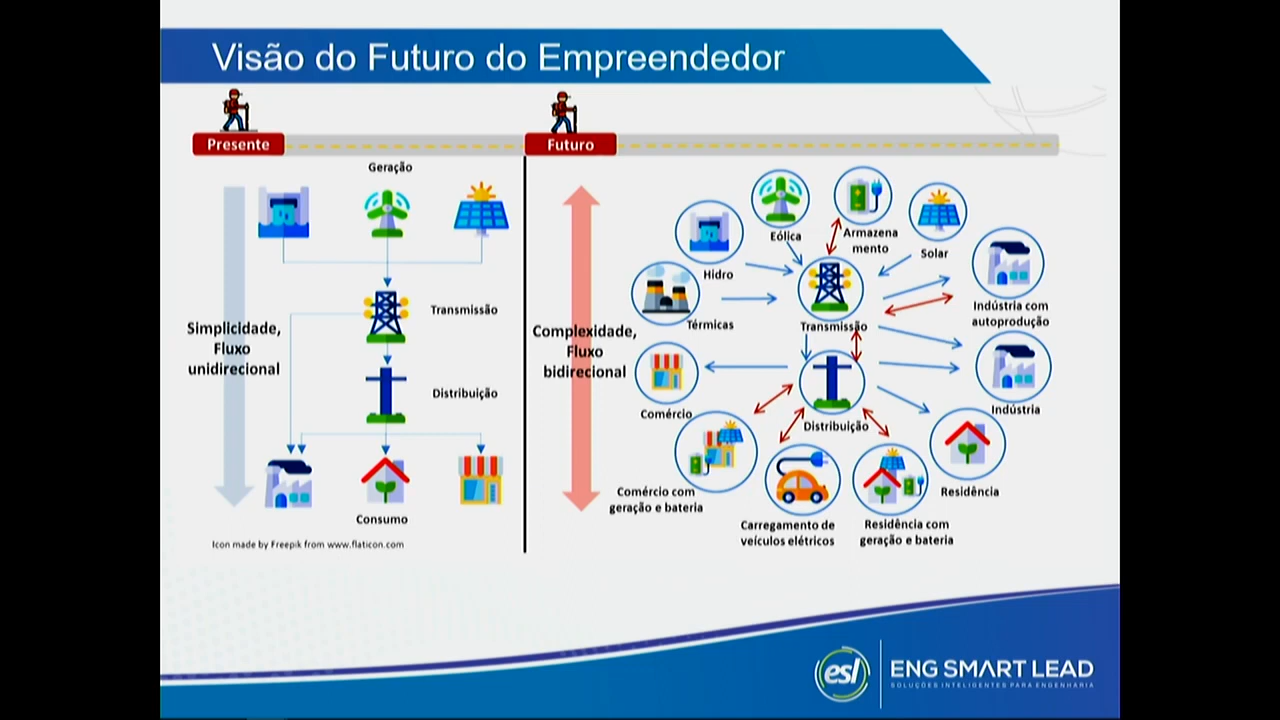 Visão do Futuro do Empreendedor
Presente
Futuro
Geração
Transmissão
Simplicidade,
Fluxo
unidirecional
Distribuição
Consumo
Icon made by Freepik from www.flaticon.com
Complexidade,
Fluxo
bidirecional
Eólica
Armazena
mento
Solar
Hidro
Térmicas
Transmissão
Indústria com
autoprodução
Comércio
Distribuição
Indústria
Residência
Comércio com
geração e bateria
Carregamento de
veículos elétricos
Residência com
geração e bateria
esl
ENG SMART LEAD
SOLUÇÕES INTELIGENTES PARA ENGENHARIA